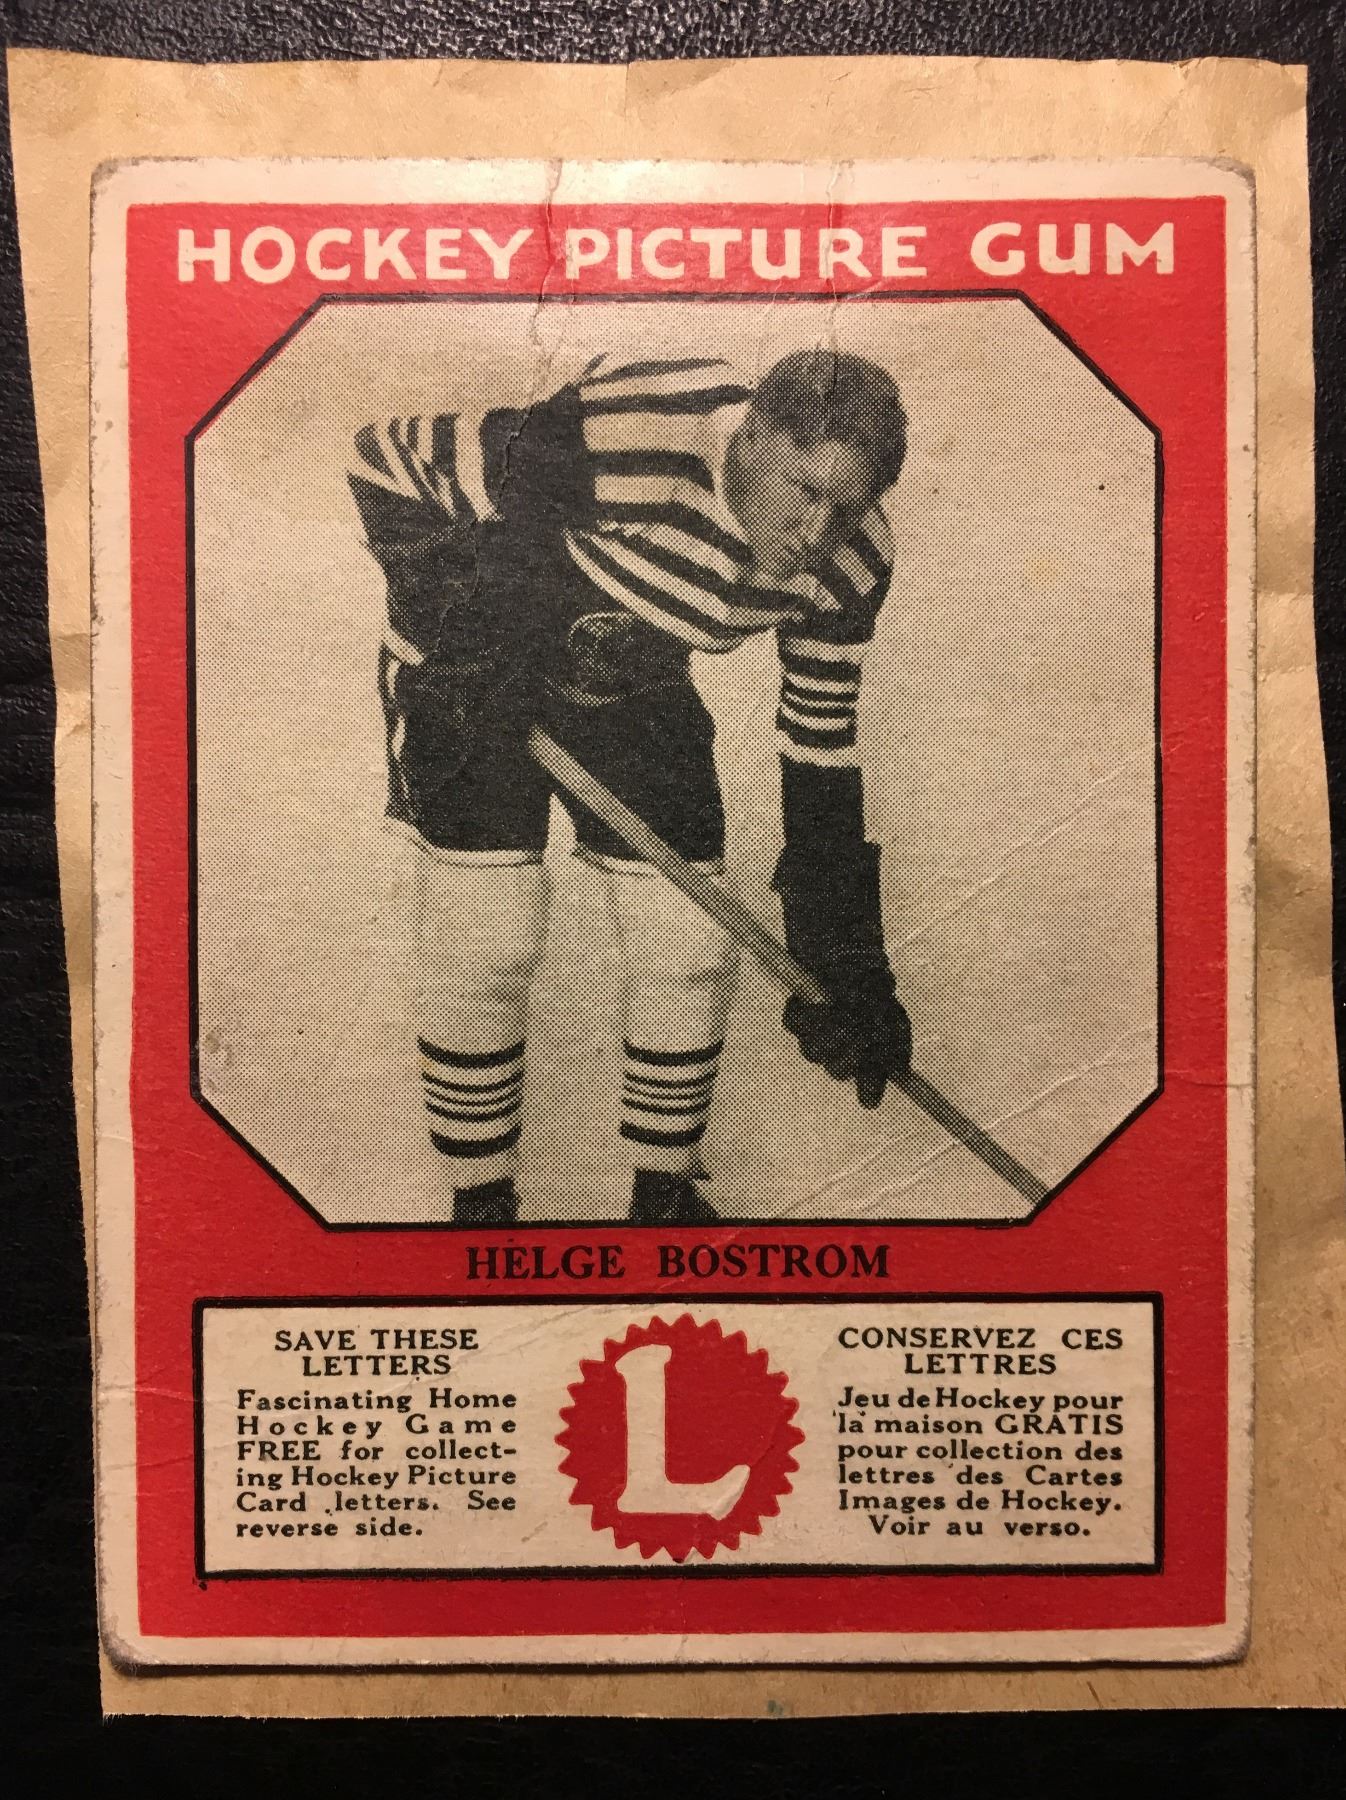 HOCKEY PICTURE GUM
HELGE BOSTROM
SAVE THESE
LETTERS
Fascinating Home
Hockey Game
FREE for collect-
ing Hockey Picture
Card letters. See
reverse side.
L
CONSERVEZ CES
LETTRES
Jeu de Hockey pour
la maison GRATIS
pour collection des
lettres des Cartes
Images de Hockey.
Voir au verso.